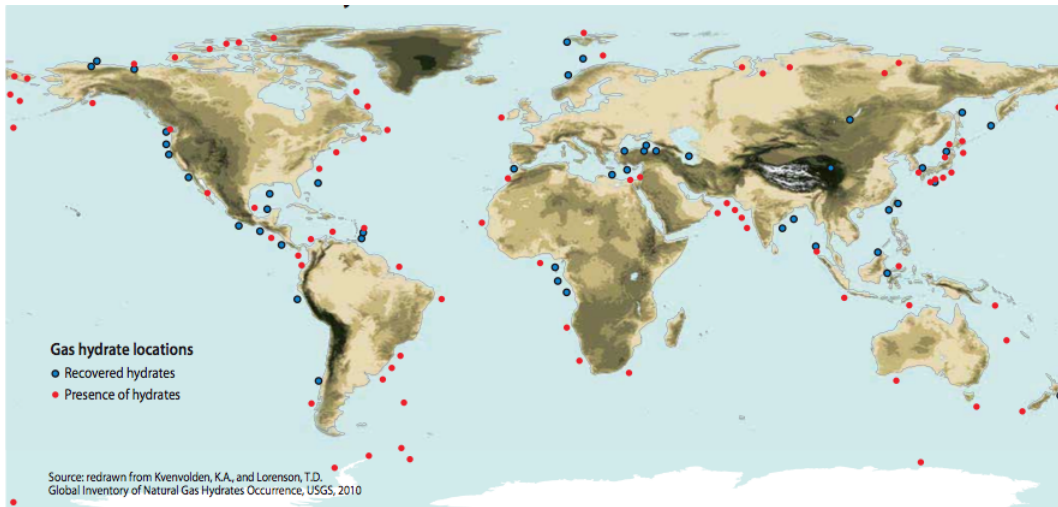 Gas hydrate locations
Recovered hydrates
Presence of hydrates
Source: redrawn from Kvenvolden, K.A., and Lorenson, T.D.
Global Inventory of Natural Gas Hydrates Occurrence, USGS, 2010